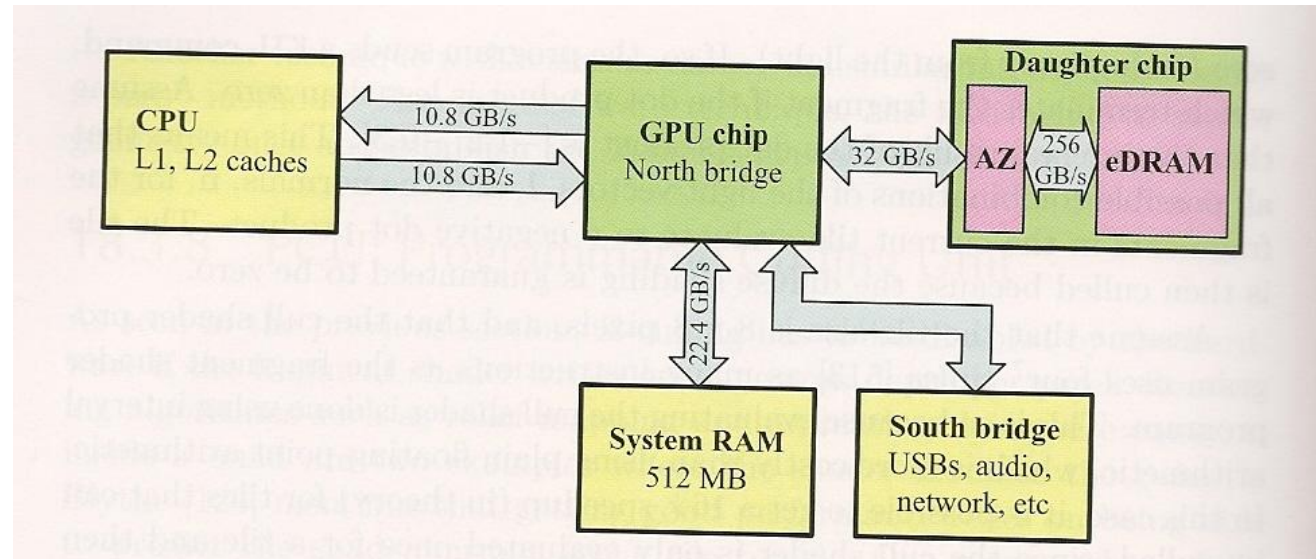 Daughter chip
CPU
L1, L2 caches
10.8 GB/s
10.8 GB/s
GPU chip
North bridge
32 GB/s
AZ
256
GB/s
eDRAM
22.4 GB/s
System RAM
512 MB
South bridge
USBs, audio,
network, etc